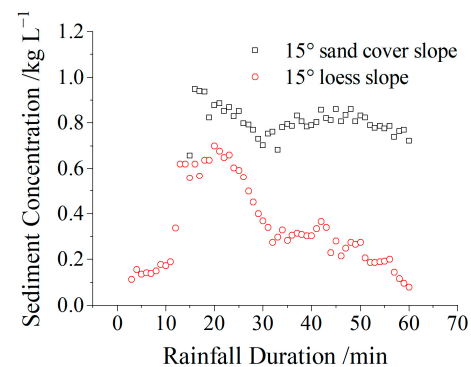 15° sand cover slope
15° loess slope
Sediment Concentration /kg L⁻¹
1.2
1.0
0.8
0.6
0.4
0.2
0.0
0 10 20 30 40 50 60 70
Rainfall Duration /min